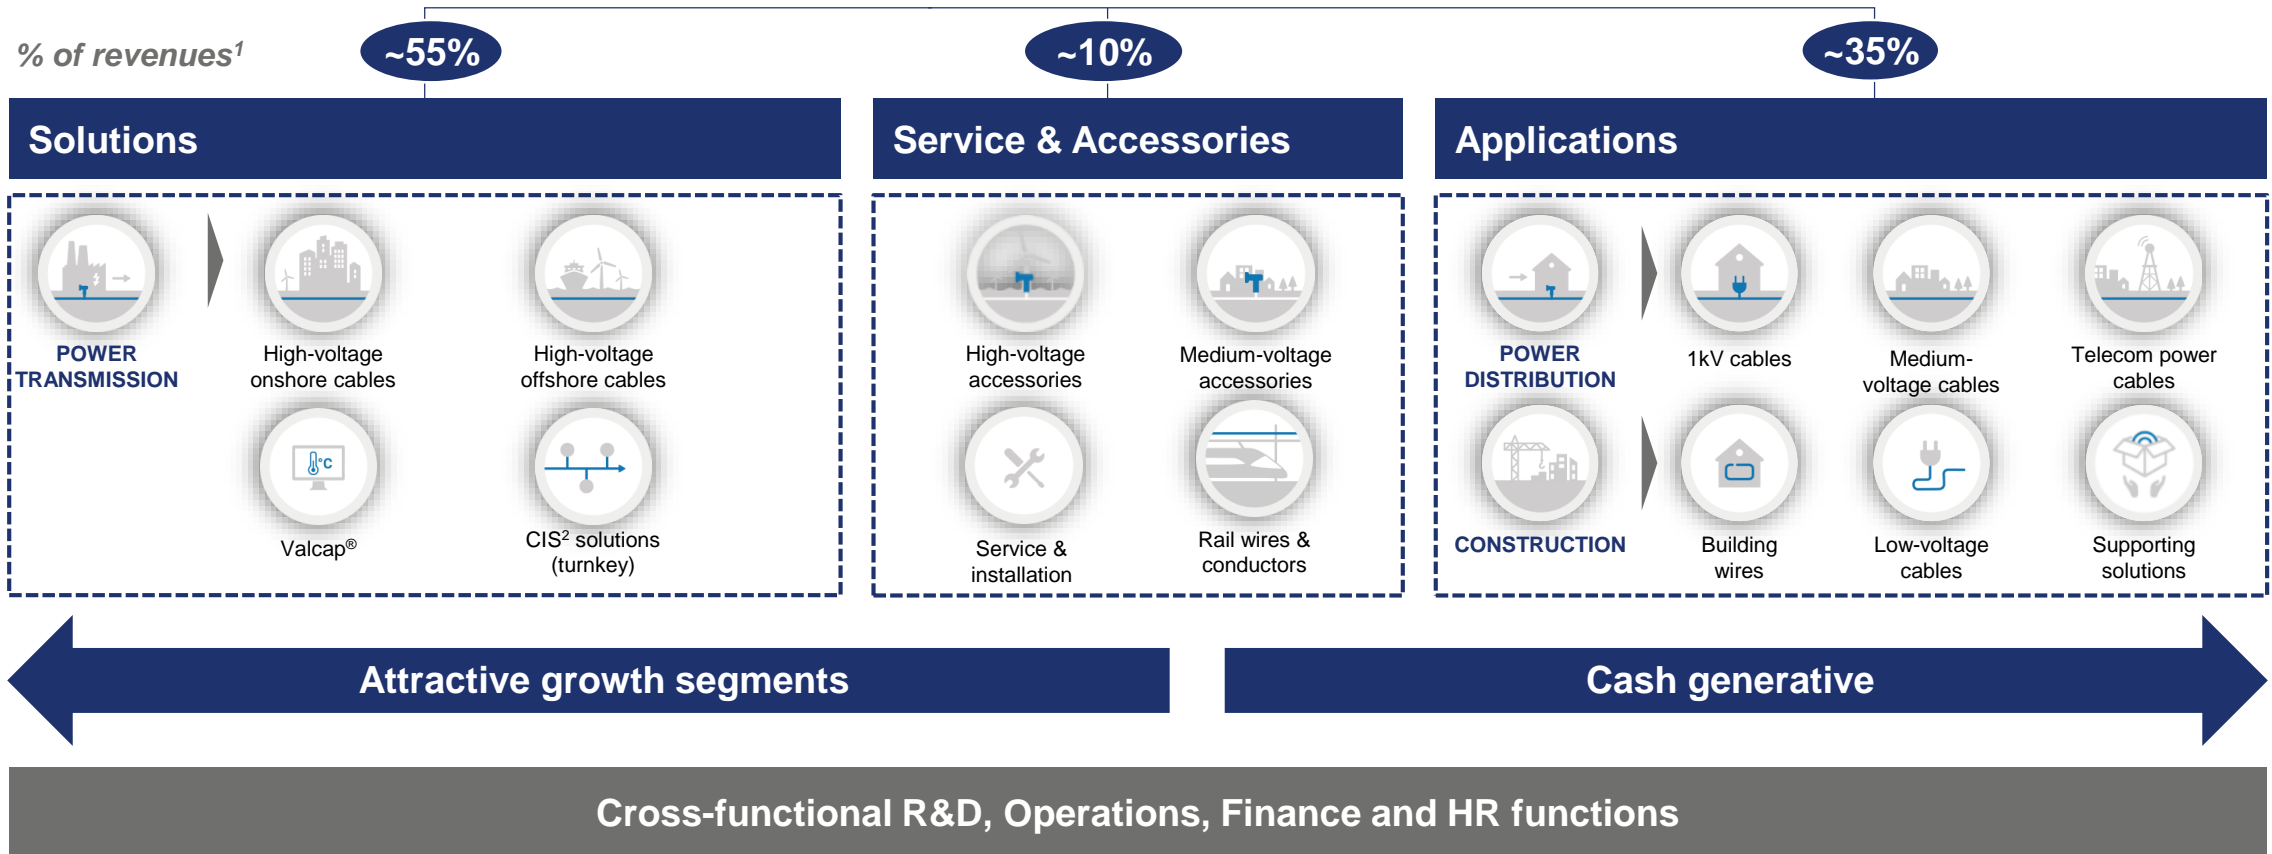 % of revenues1
~55%
~10%
~35%
Solutions
Service & Accessories
Applications
POWER
TRANSMISSION
High-voltage
onshore cables
High-voltage
offshore cables
°C
Valcap®
CIS2 solutions
(turnkey)
High-voltage
accessories
Medium-voltage
accessories
Service &
installation
Rail wires &
conductors
POWER
DISTRIBUTION
1kV cables
Medium-
voltage cables
Telecom power
cables
CONSTRUCTION
Building
wires
Low-voltage
cables
Supporting
solutions
Attractive growth segments
Cash generative
Cross-functional R&D, Operations, Finance and HR functions